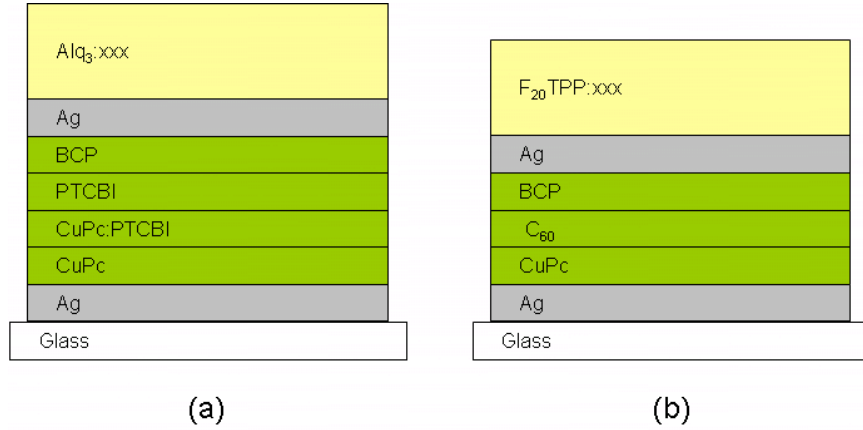 Alq₃:xxx
Ag
BCP
PTCBI
CuPc:PTCBI
CuPc
Ag
Glass
(a)
F₂₀TPP:xxx
Ag
BCP
C₆₀
CuPc
Ag
Glass
(b)